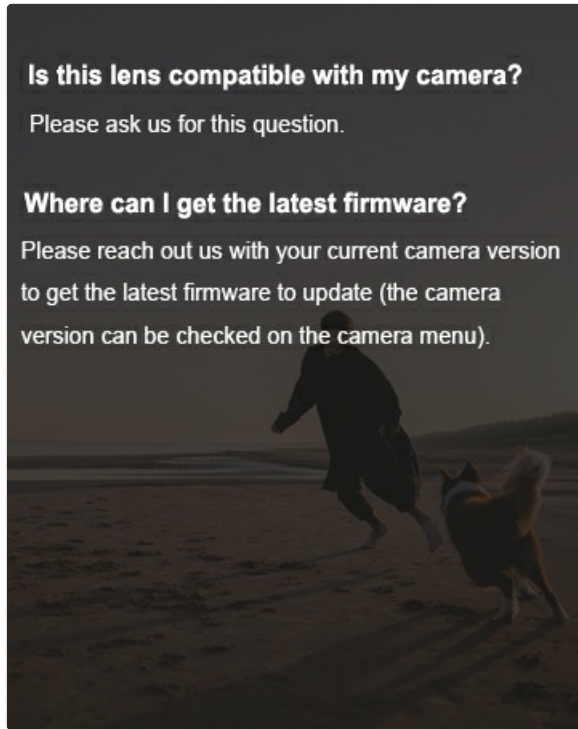 Is this lens compatible with my camera?
Please ask us for this question.
Where can I get the latest firmware?
Please reach out us with your current camera version
to get the latest firmware to update (the camera
version can be checked on the camera menu).